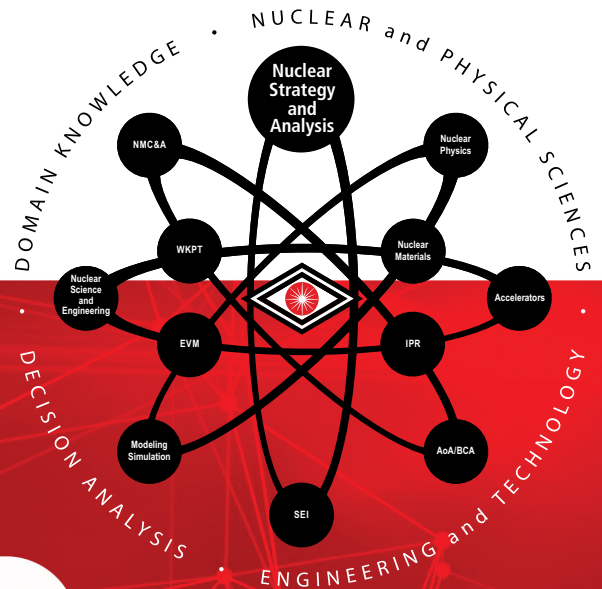 DOMAIN KNOWLEDGE · NUCLEAR and PHYSICAL SCIENCES ·
Nuclear
Strategy
and
Analysis
NMC&A
Nuclear
Physics
WKPT
Nuclear
Materials
Nuclear
Science
and
Engineering
Accelerators
EVM
IPR
Modeling
Simulation
AoA/BCA
SEI
· DECISION ANALYSIS · ENGINEERING and TECHNOLOGY